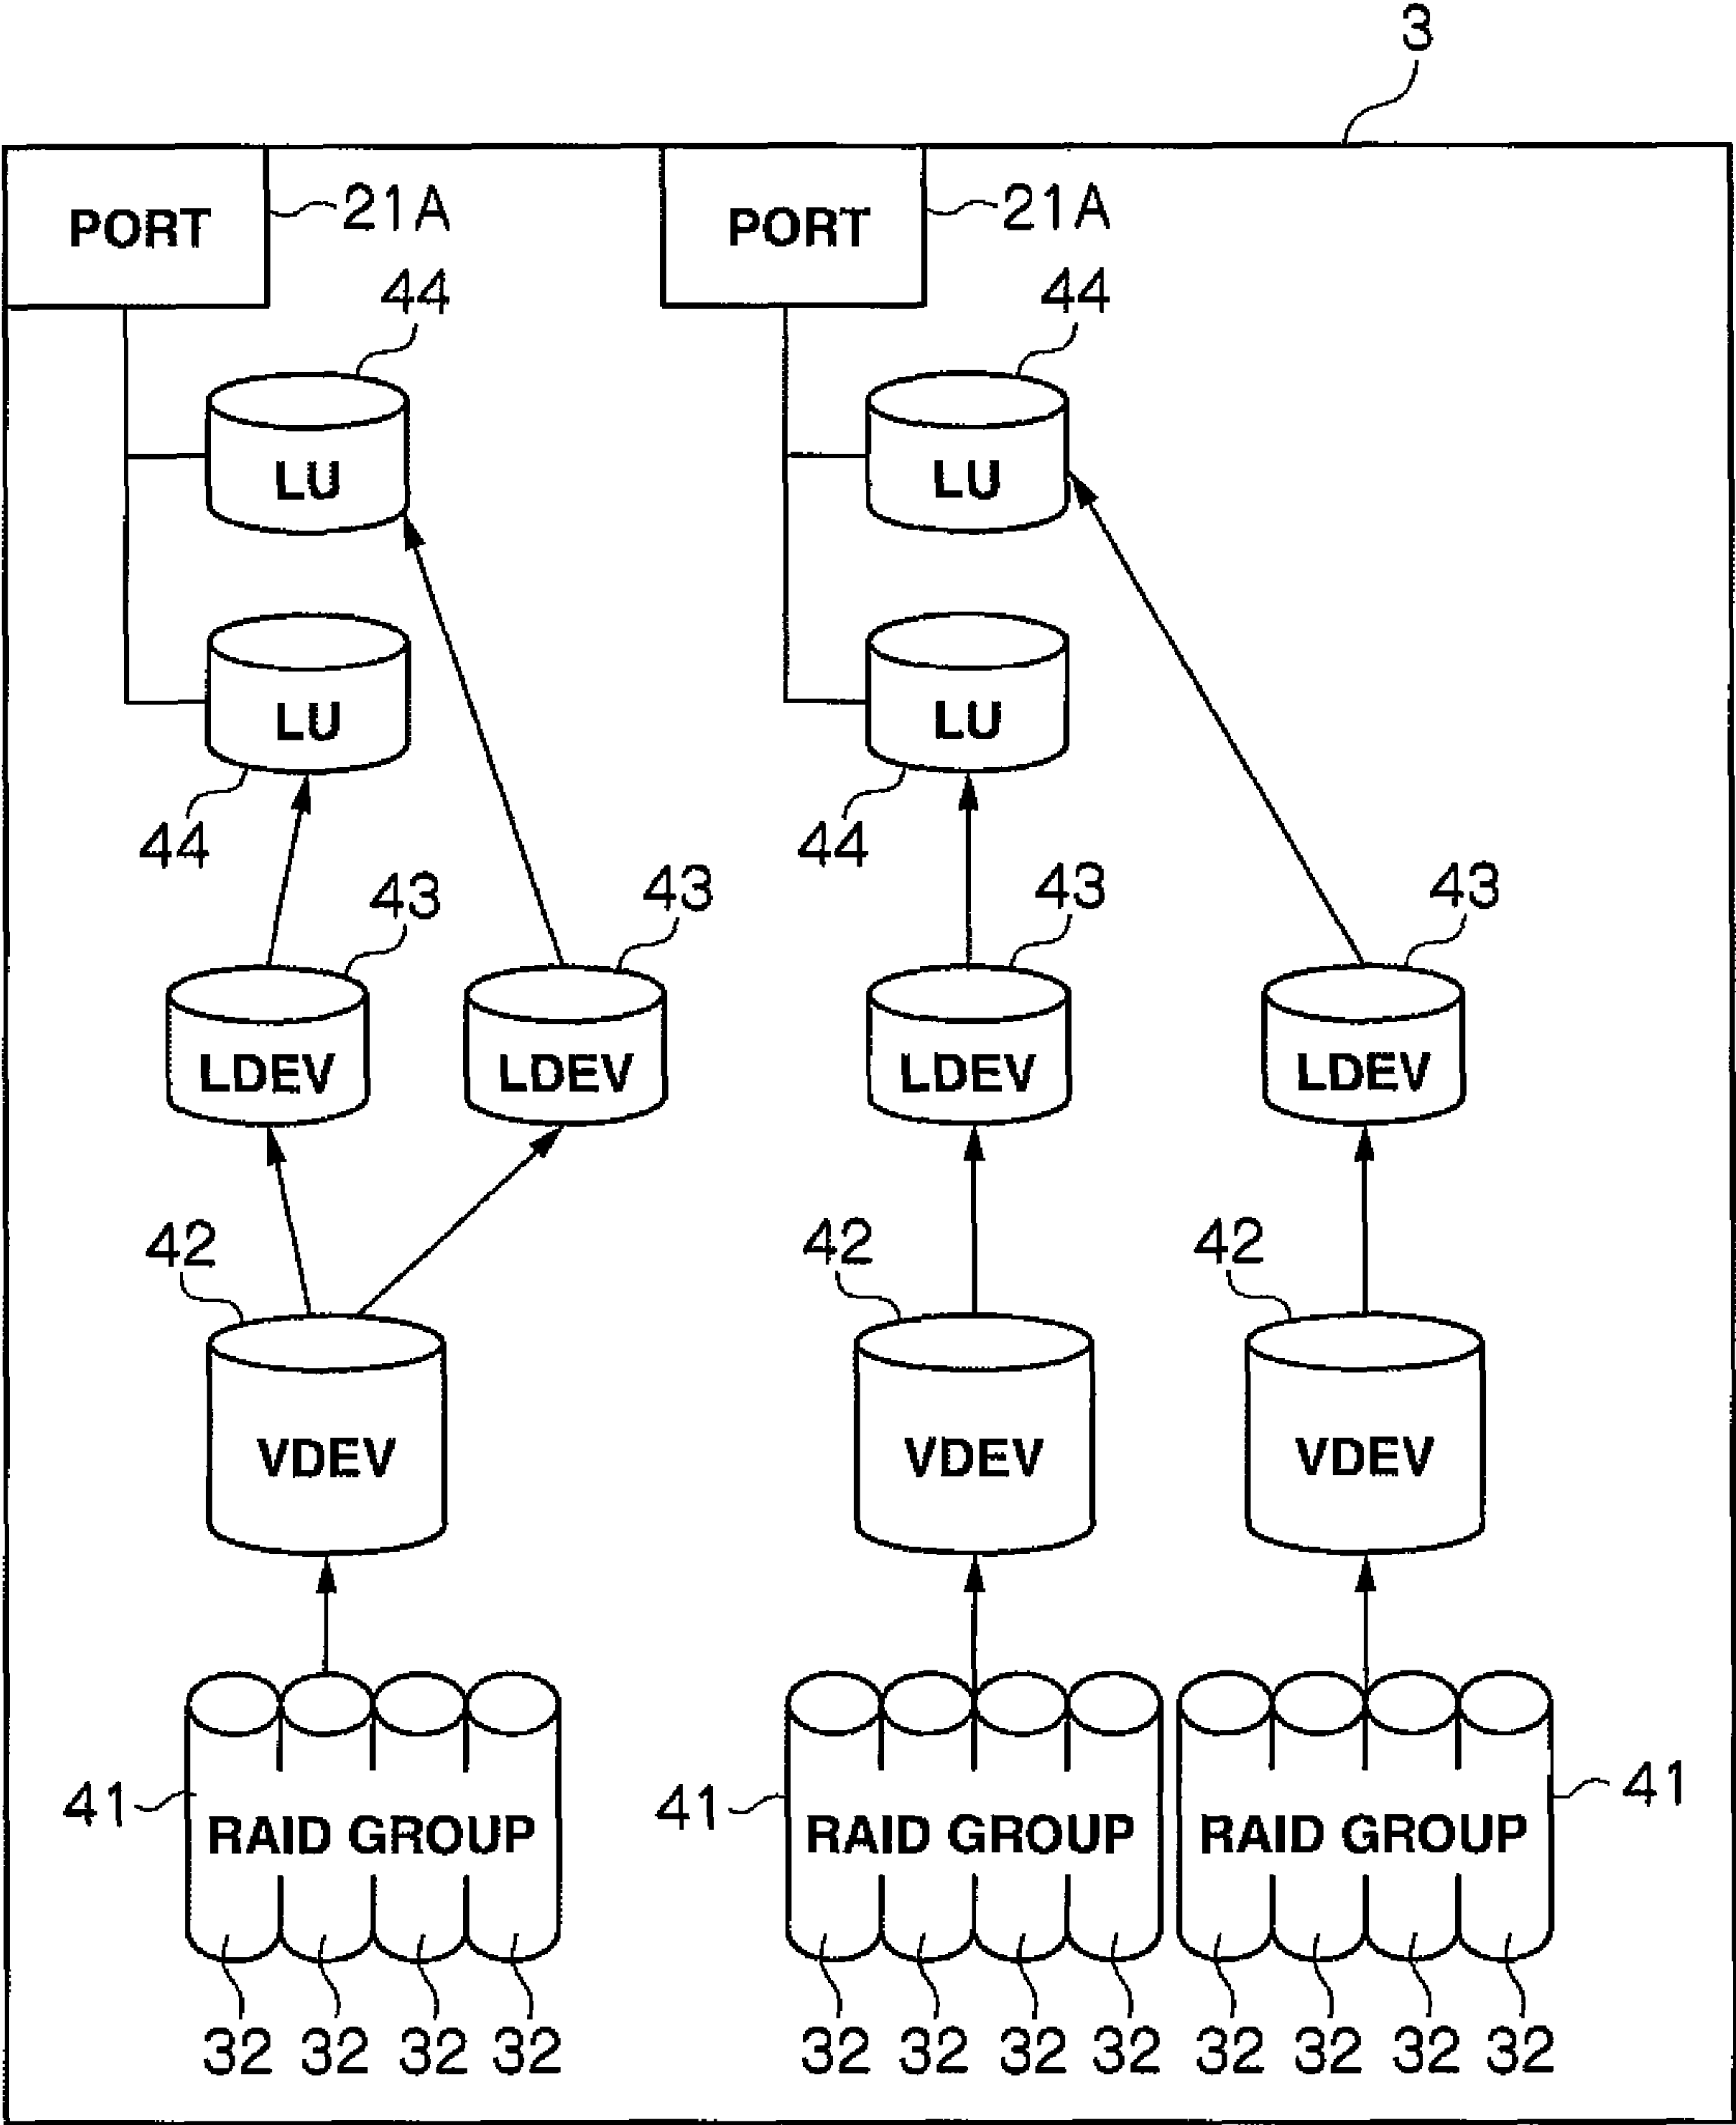 3
PORT 21A PORT 21A
44 44
LU LU
LU LU
44 44
43 43 43 43
LDEV LDEV LDEV LDEV
42 42 42
VDEV VDEV VDEV
41 RAID GROUP 41 RAID GROUP RAID GROUP 41
32 32 32 32 32 32 32 32 32 32 32 32